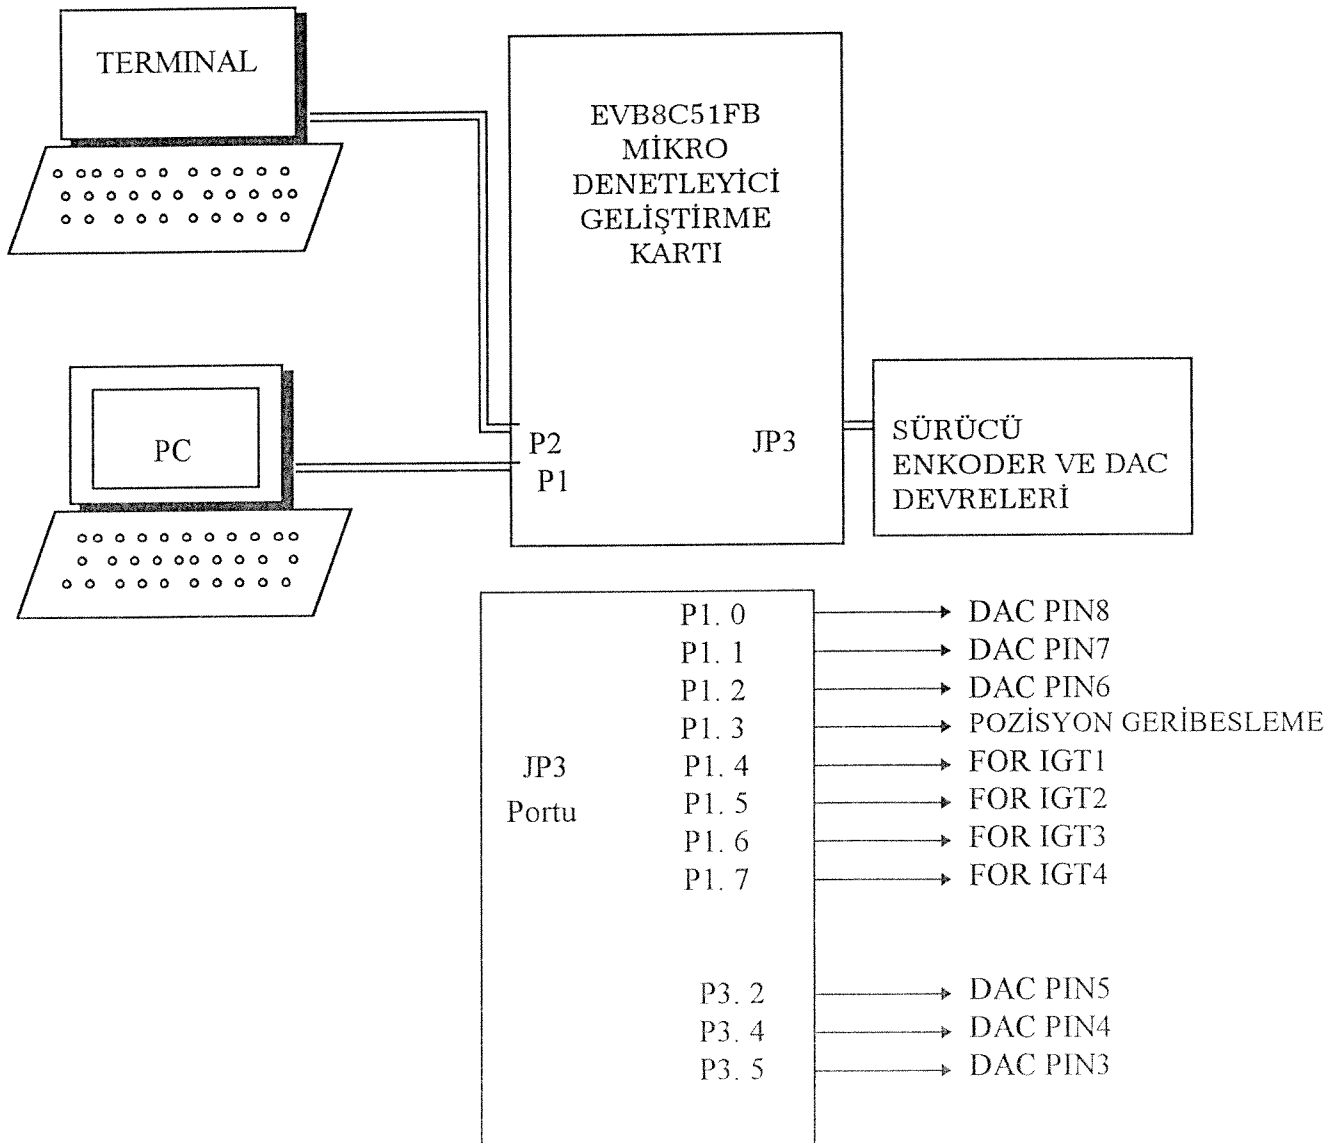 TERMINAL
EVB8C51FB
MİKRO
DENETLEYİCİ
GELİŞTİRME
KARTI
PC
P2
P1
JP3
SÜRÜCÜ
ENKODER VE DAC
DEVRELERİ
JP3
Portu
P1. 0 DAC PIN8
P1. 1 DAC PIN7
P1. 2 DAC PIN6
P1. 3 POZİSYON GERİBESLEME
P1. 4 FOR IGT1
P1. 5 FOR IGT2
P1. 6 FOR IGT3
P1. 7 FOR IGT4
P3. 2 DAC PIN5
P3. 4 DAC PIN4
P3. 5 DAC PIN3